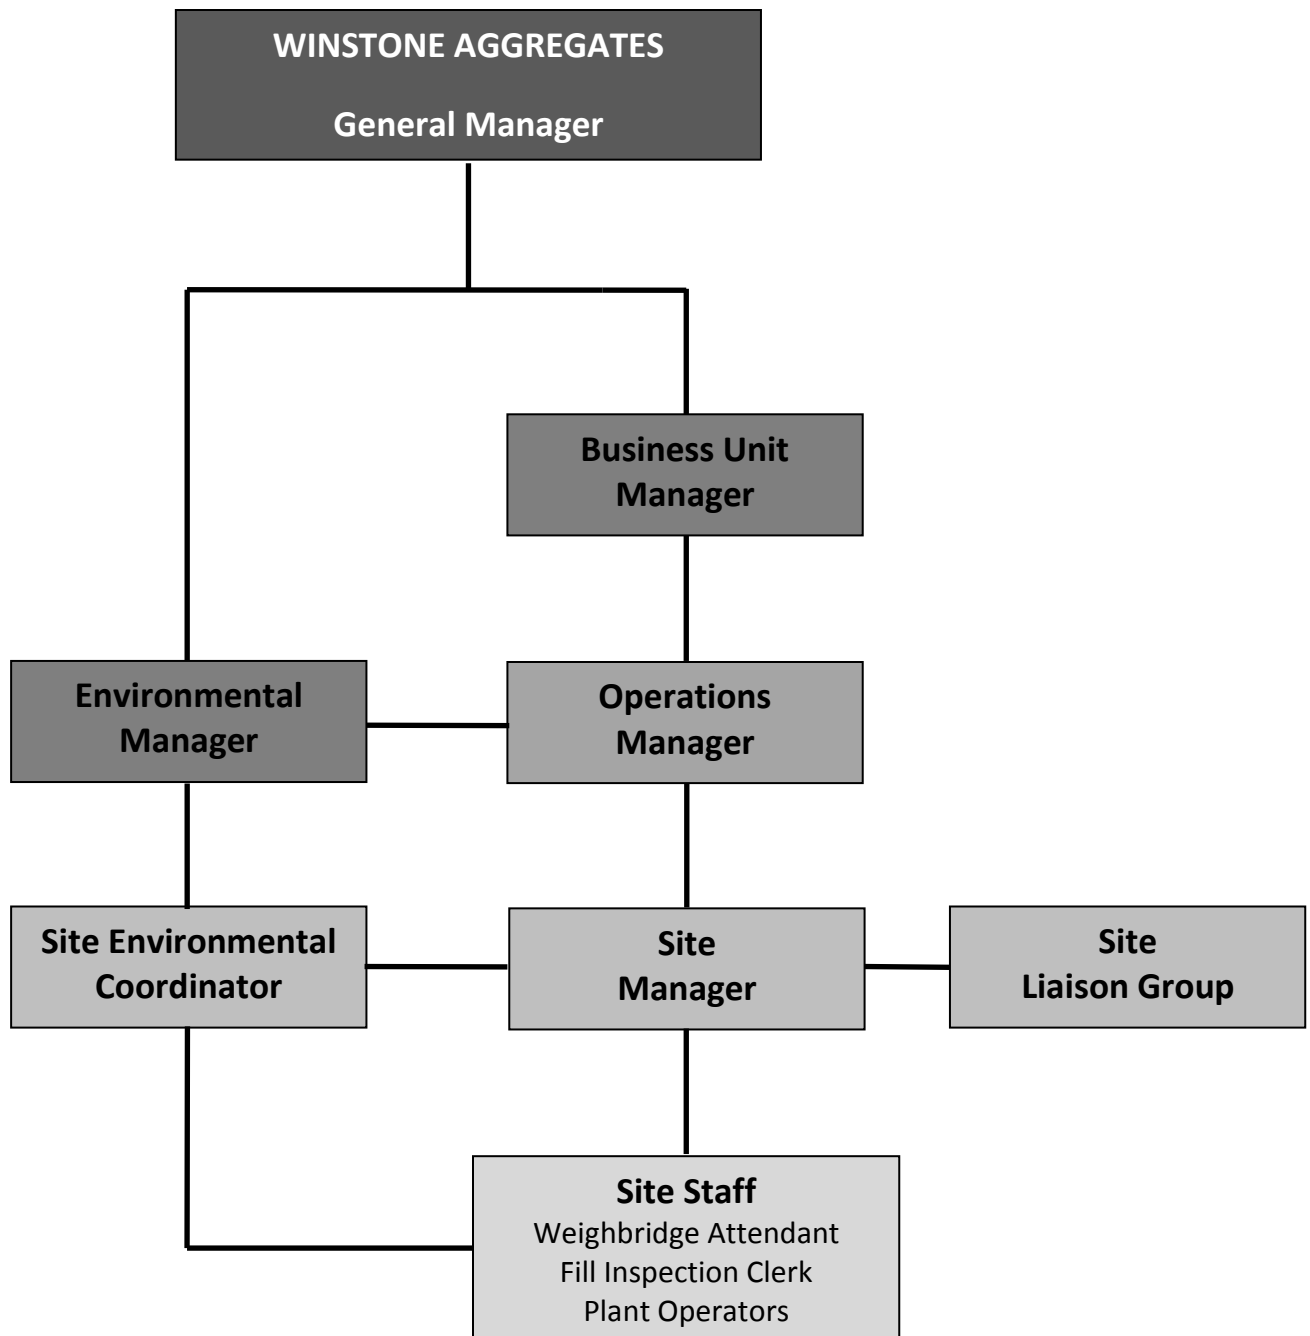 WINSTONE AGGREGATES
General Manager
Business Unit
Manager
Environmental
Manager
Operations
Manager
Site Environmental
Coordinator
Site
Manager
Site
Liaison Group
Site Staff
Weighbridge Attendant
Fill Inspection Clerk
Plant Operators